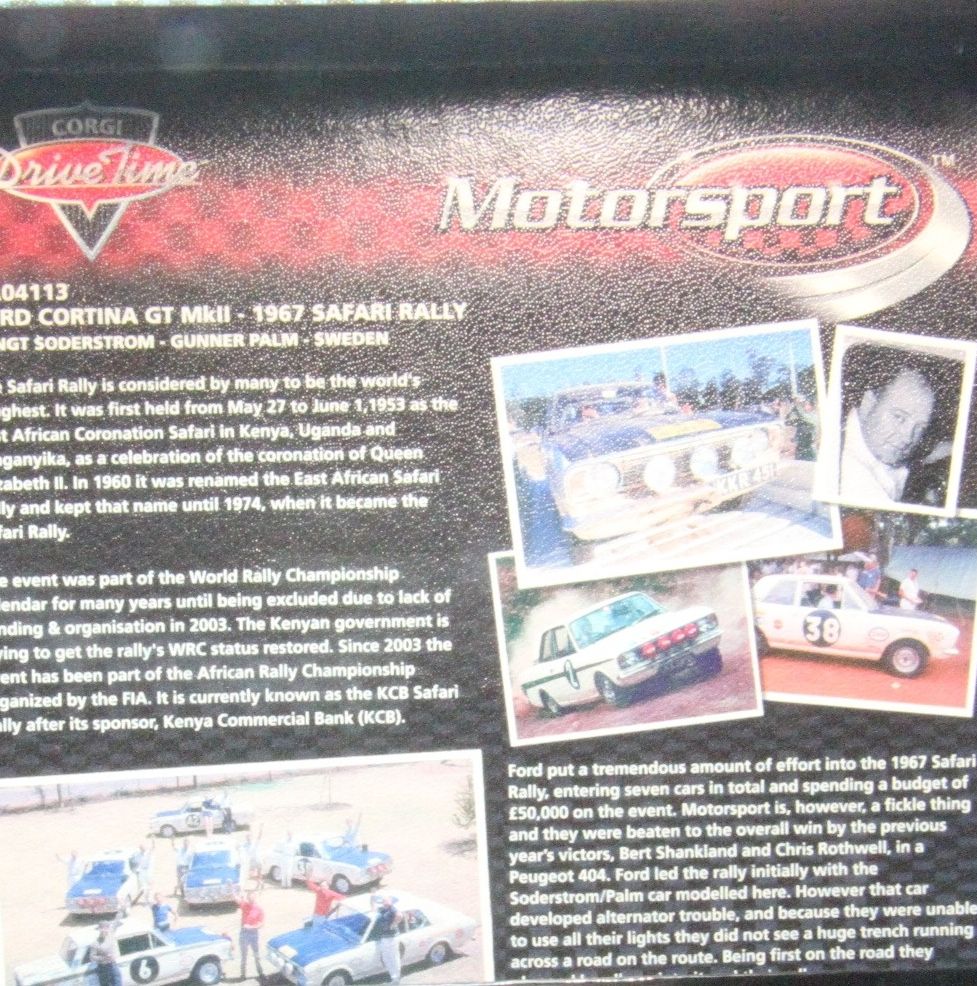 CORGI
Drive Time
Motorsport
TM
04113
RD CORTINA GT MkII - 1967 SAFARI RALLY
NGT SODERSTROM - GUNNER PALM - SWEDEN
e Safari Rally is considered by many to be the world's
ghest. It was first held from May 27 to June 1,1953 as the
t African Coronation Safari in Kenya, Uganda and
nganyika, as a celebration of the coronation of Queen
zabeth II. In 1960 it was renamed the East African Safari
lly and kept that name until 1974, when it became the
fari Rally.
e event was part of the World Rally Championship
lendar for many years until being excluded due to lack of
nding & organisation in 2003. The Kenyan government is
ying to get the rally's WRC status restored. Since 2003 the
ent has been part of the African Rally Championship
ganized by the FIA. It is currently known as the KCB Safari
ally after its sponsor, Kenya Commercial Bank (KCB).
38
6
Ford put a tremendous amount of effort into the 1967 Safari
Rally, entering seven cars in total and spending a budget of
£50,000 on the event. Motorsport is, however, a fickle thing
and they were beaten to the overall win by the previous
year's victors, Bert Shankland and Chris Rothwell, in a
Peugeot 404. Ford led the rally initially with the
Soderstrom/Palm car modelled here. However that car
developed alternator trouble, and because they were unable
to use all their lights they did not see a huge trench running
across a road on the route. Being first on the road they